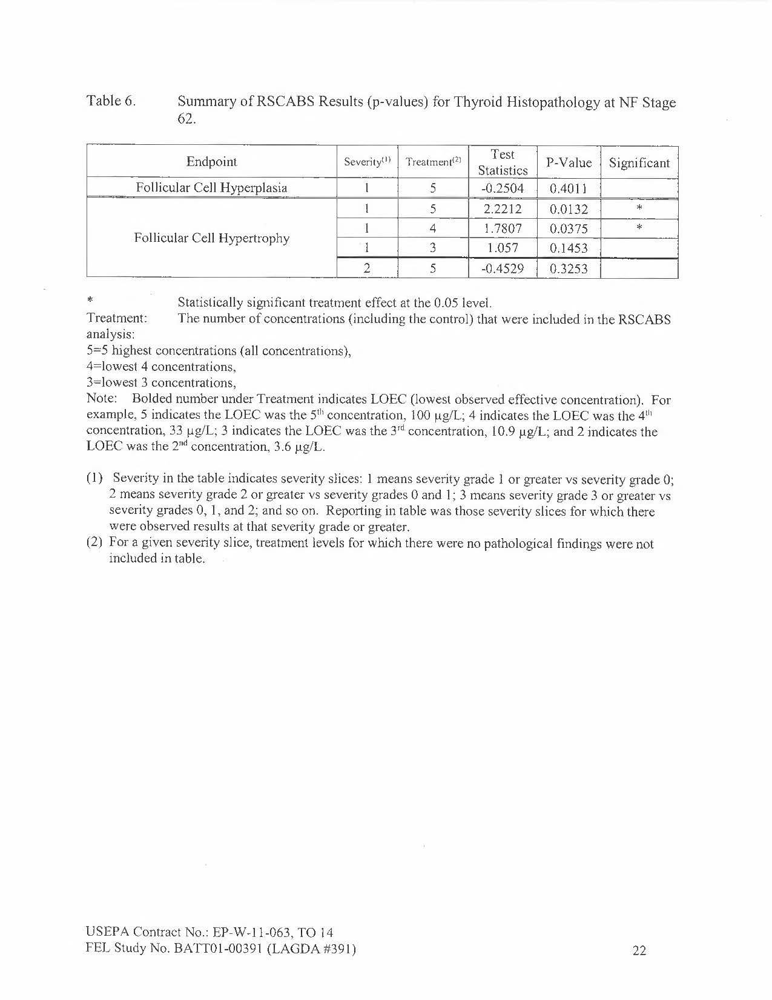 Table 6. Summary of RSCABS Results (p-values) for Thyroid Histopathology at NF Stage
62.
Endpoint Severity(1) Treatment(2) Test Statistics P-Value Significant
Follicular Cell Hyperplasia 1 5 -0.2504 0.4011
Follicular Cell Hypertrophy 1 5 2.2212 0.0132 *
1 4 1.7807 0.0375 *
1 3 1.057 0.1453
2 5 -0.4529 0.3253
* Statistically significant treatment effect at the 0.05 level.
Treatment: The number of concentrations (including the control) that were included in the RSCABS
analysis:
5=5 highest concentrations (all concentrations),
4=lowest 4 concentrations,
3=lowest 3 concentrations,
Note: Bolded number under Treatment indicates LOEC (lowest observed effective concentration). For
example, 5 indicates the LOEC was the 5th concentration, 100 µg/L; 4 indicates the LOEC was the 4th
concentration, 33 µg/L; 3 indicates the LOEC was the 3rd concentration, 10.9 µg/L; and 2 indicates the
LOEC was the 2nd concentration, 3.6 µg/L.
(1) Severity in the table indicates severity slices: 1 means severity grade 1 or greater vs severity grade 0;
2 means severity grade 2 or greater vs severity grades 0 and 1; 3 means severity grade 3 or greater vs
severity grades 0, 1, and 2; and so on. Reporting in table was those severity slices for which there
were observed results at that severity grade or greater.
(2) For a given severity slice, treatment levels for which there were no pathological findings were not
included in table.
USEPA Contract No.: EP-W-11-063, TO 14
FEL Study No. BATT01-00391 (LAGDA #391) 22